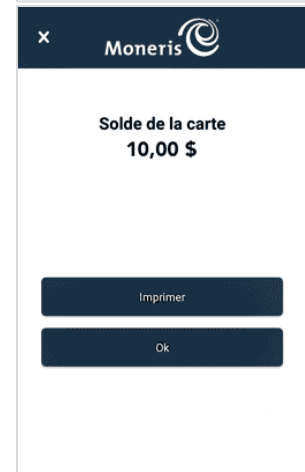 ×
Moneris
Solde de la carte
10,00 $
Imprimer
Ok